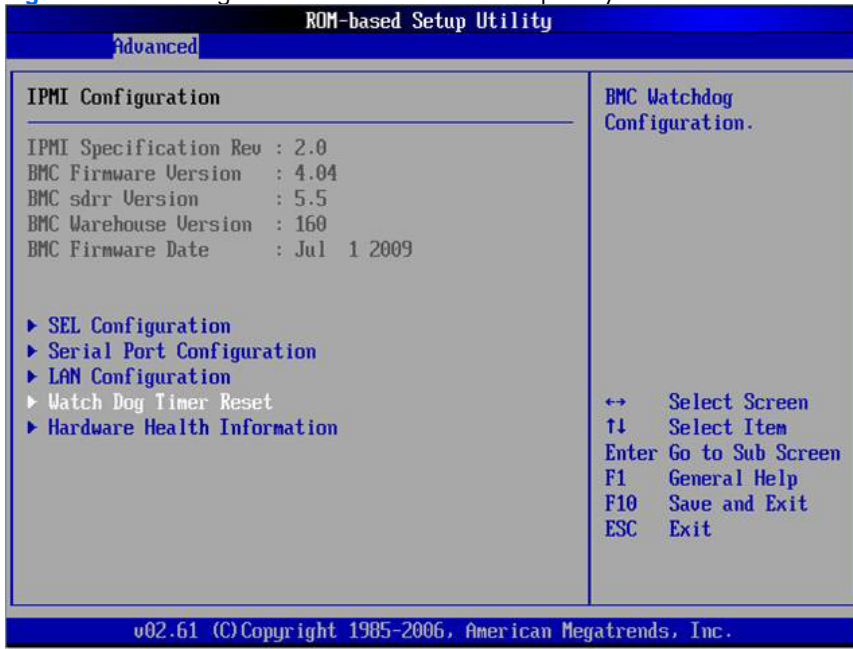 ROM-based Setup Utility
Advanced
IPMI Configuration
IPMI Specification Rev : 2.0
BMC Firmware Version : 4.04
BMC sdrr Version : 5.5
BMC Warehouse Version : 160
BMC Firmware Date : Jul 1 2009
▶ SEL Configuration
▶ Serial Port Configuration
▶ LAN Configuration
▶ Watch Dog Timer Reset
▶ Hardware Health Information
BMC Watchdog
Configuration.
↔ Select Screen
↑↓ Select Item
Enter Go to Sub Screen
F1 General Help
F10 Save and Exit
ESC Exit
v02.61 (C)Copyright 1985-2006, American Megatrends, Inc.